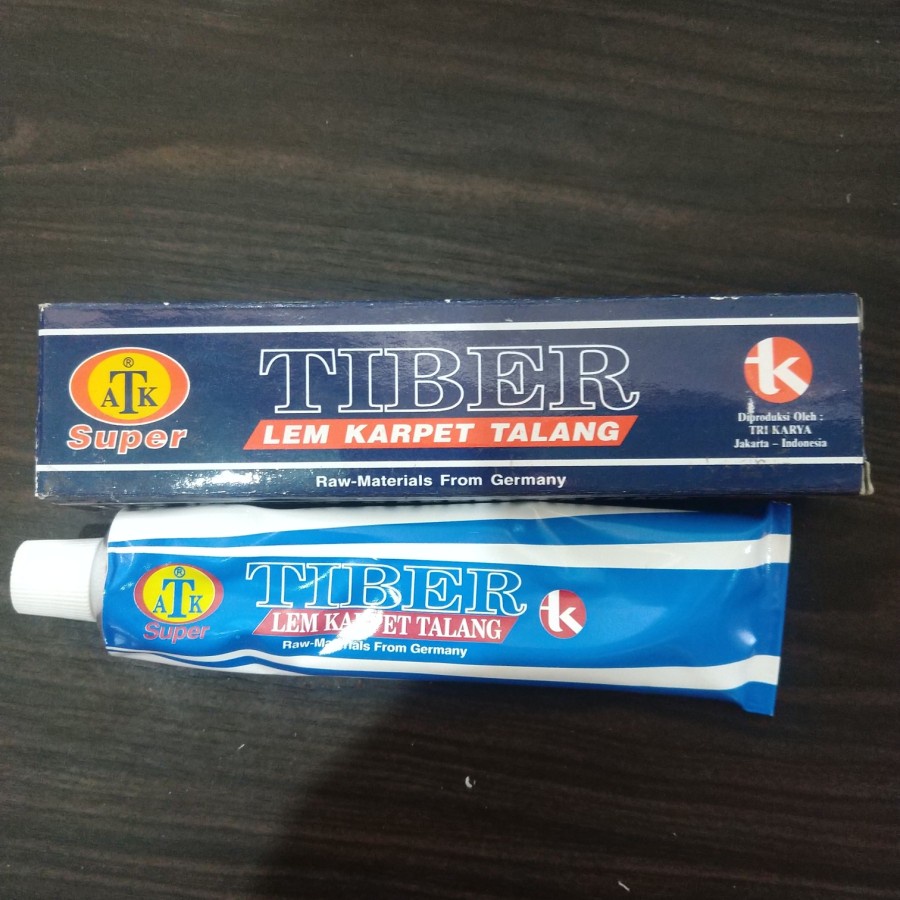 ®
ATK
Super
TIBER
LEM KARPET TALANG
Raw-Materials From Germany
tk
Diproduksi Oleh :
TRI KARYA
Jakarta – Indonesia
®
ATK
Super
TIBER
LEM KARPET TALANG
Raw-Materials From Germany
tk